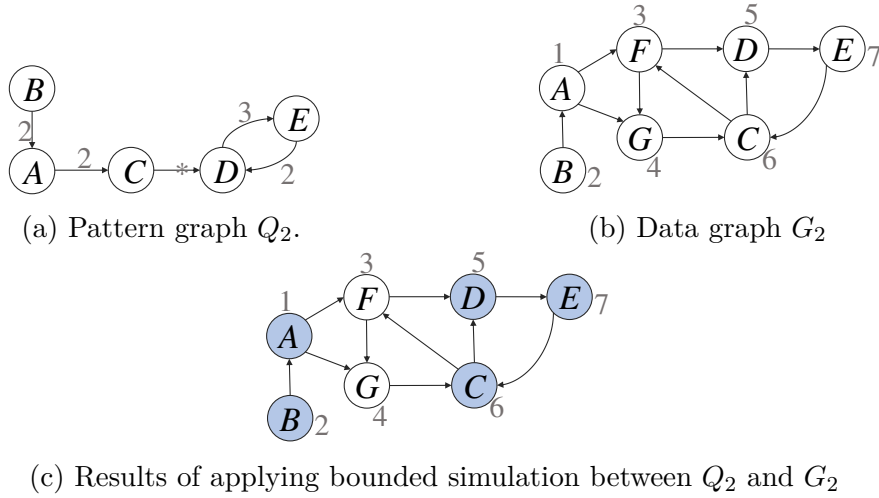 3 5
1 F D E 7
B 3 E A
2 2 G C
A C * D 2 B 2 4 6
(a) Pattern graph Q₂. (b) Data graph G₂
3 5
1 F D E 7
A
G C
B 2 4 6
(c) Results of applying bounded simulation between Q₂ and G₂